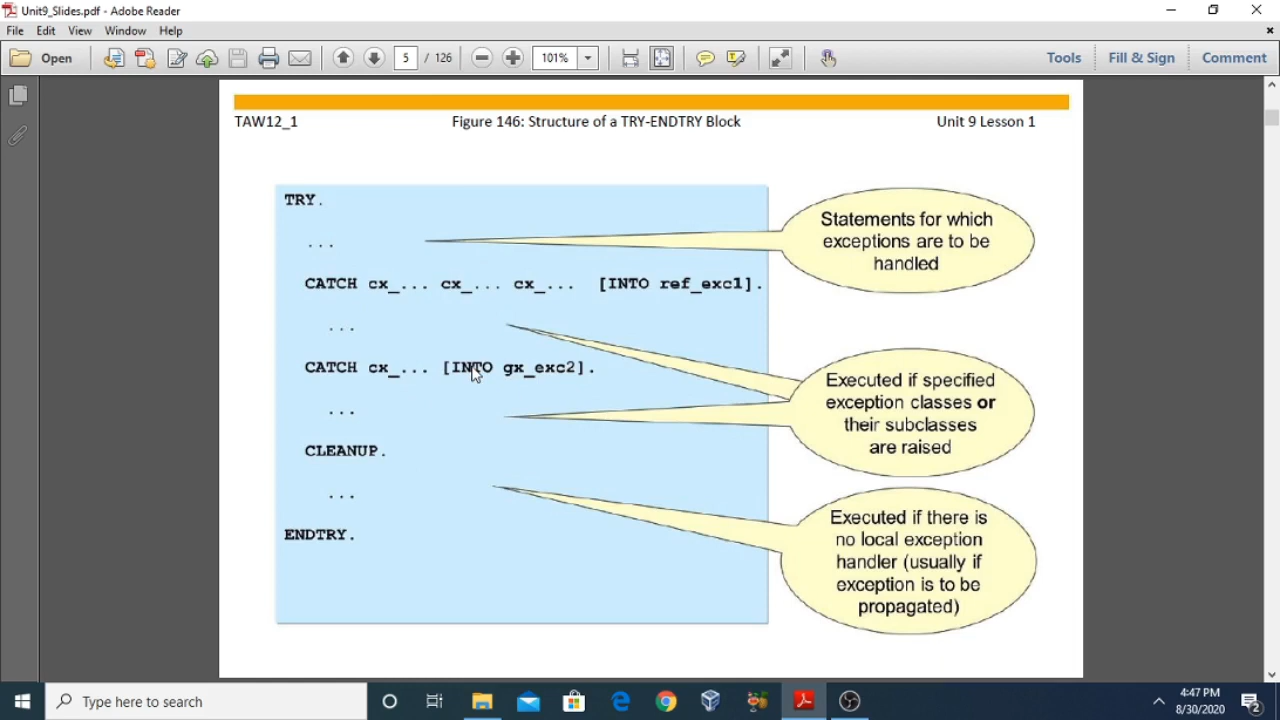 Unit9_Slides.pdf - Adobe Reader
File Edit View Window Help
Open 5 / 126 101% Tools Fill & Sign Comment
TAW12_1 Figure 146: Structure of a TRY-ENDTRY Block Unit 9 Lesson 1
TRY.
...
CATCH cx_... cx_... cx_... [INTO ref_exc1].
...
CATCH cx_... [INTO gx_exc2].
...
CLEANUP.
...
ENDTRY.
Statements for which
exceptions are to be
handled
Executed if specified
exception classes or
their subclasses
are raised
Executed if there is
no local exception
handler (usually if
exception is to be
propagated)
Type here to search
4:47 PM
8/30/2020
2